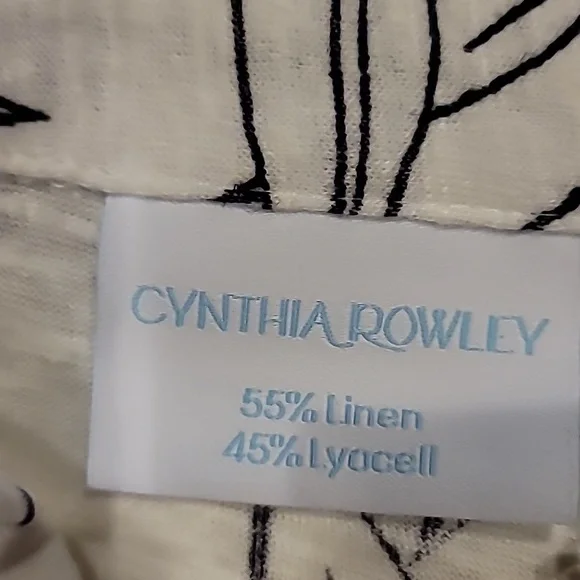 CYNTHIA ROWLEY
55% Linen
45% Lyocell